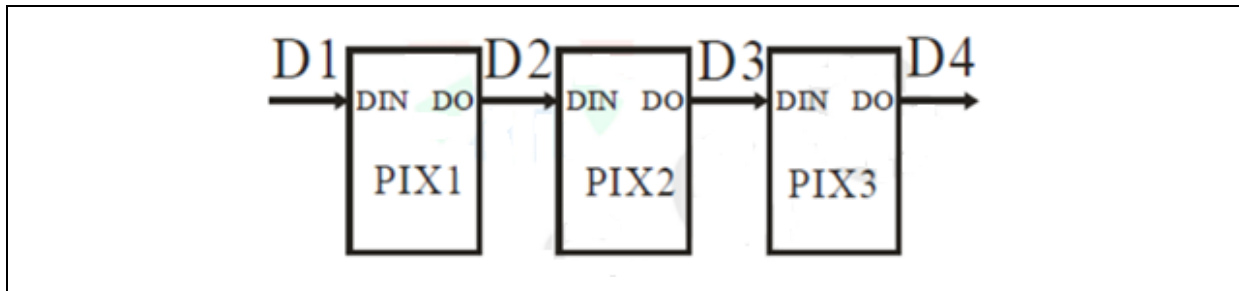 D1 D2 D3 D4
DIN DO DIN DO DIN DO
PIX1 PIX2 PIX3